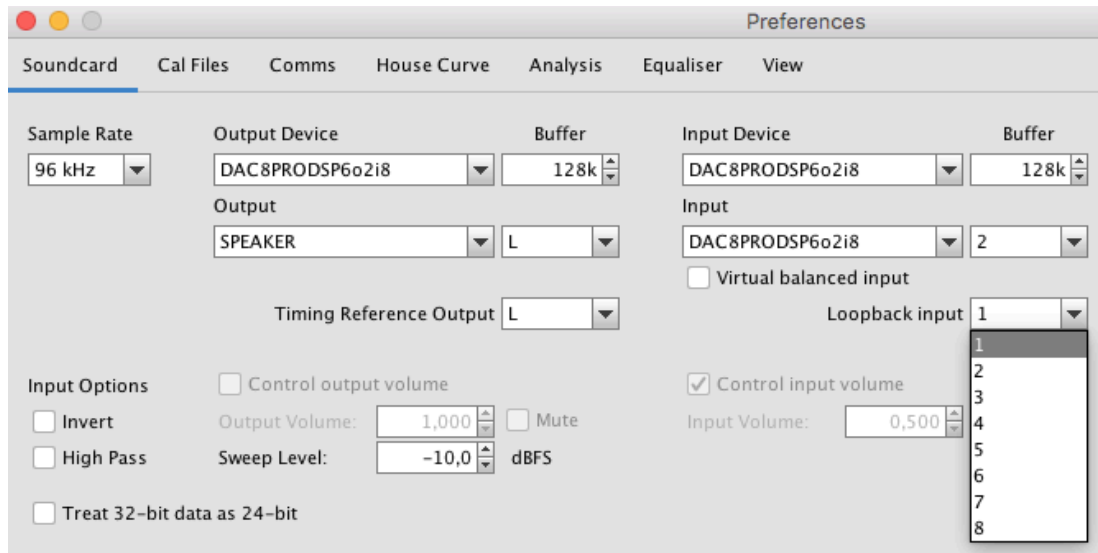 Preferences
Soundcard Cal Files Comms House Curve Analysis Equaliser View
Sample Rate Output Device Buffer Input Device Buffer
96 kHz DAC8PRODSP6o2i8 128k DAC8PRODSP6o2i8 128k
Output Input
SPEAKER L DAC8PRODSP6o2i8 2
Virtual balanced input
Timing Reference Output L Loopback input 1
1
2
3
4
5
6
7
8
Input Options Control output volume Control input volume
Invert Output Volume: 1,000 Mute Input Volume: 0,500
High Pass Sweep Level: -10,0 dBFS
Treat 32-bit data as 24-bit